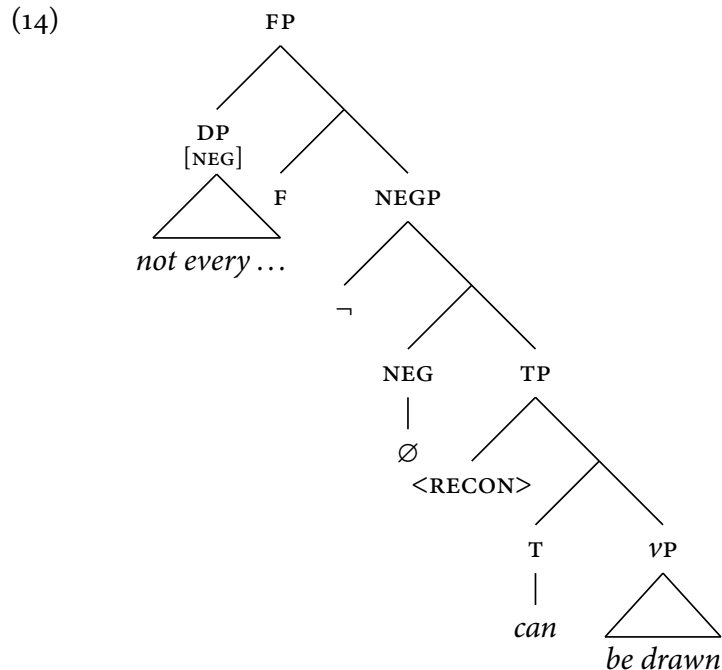 (14) FP
DP
[NEG]
F NEGP
not every …
¬
NEG TP
∅
<RECON>
T vP
can
be drawn